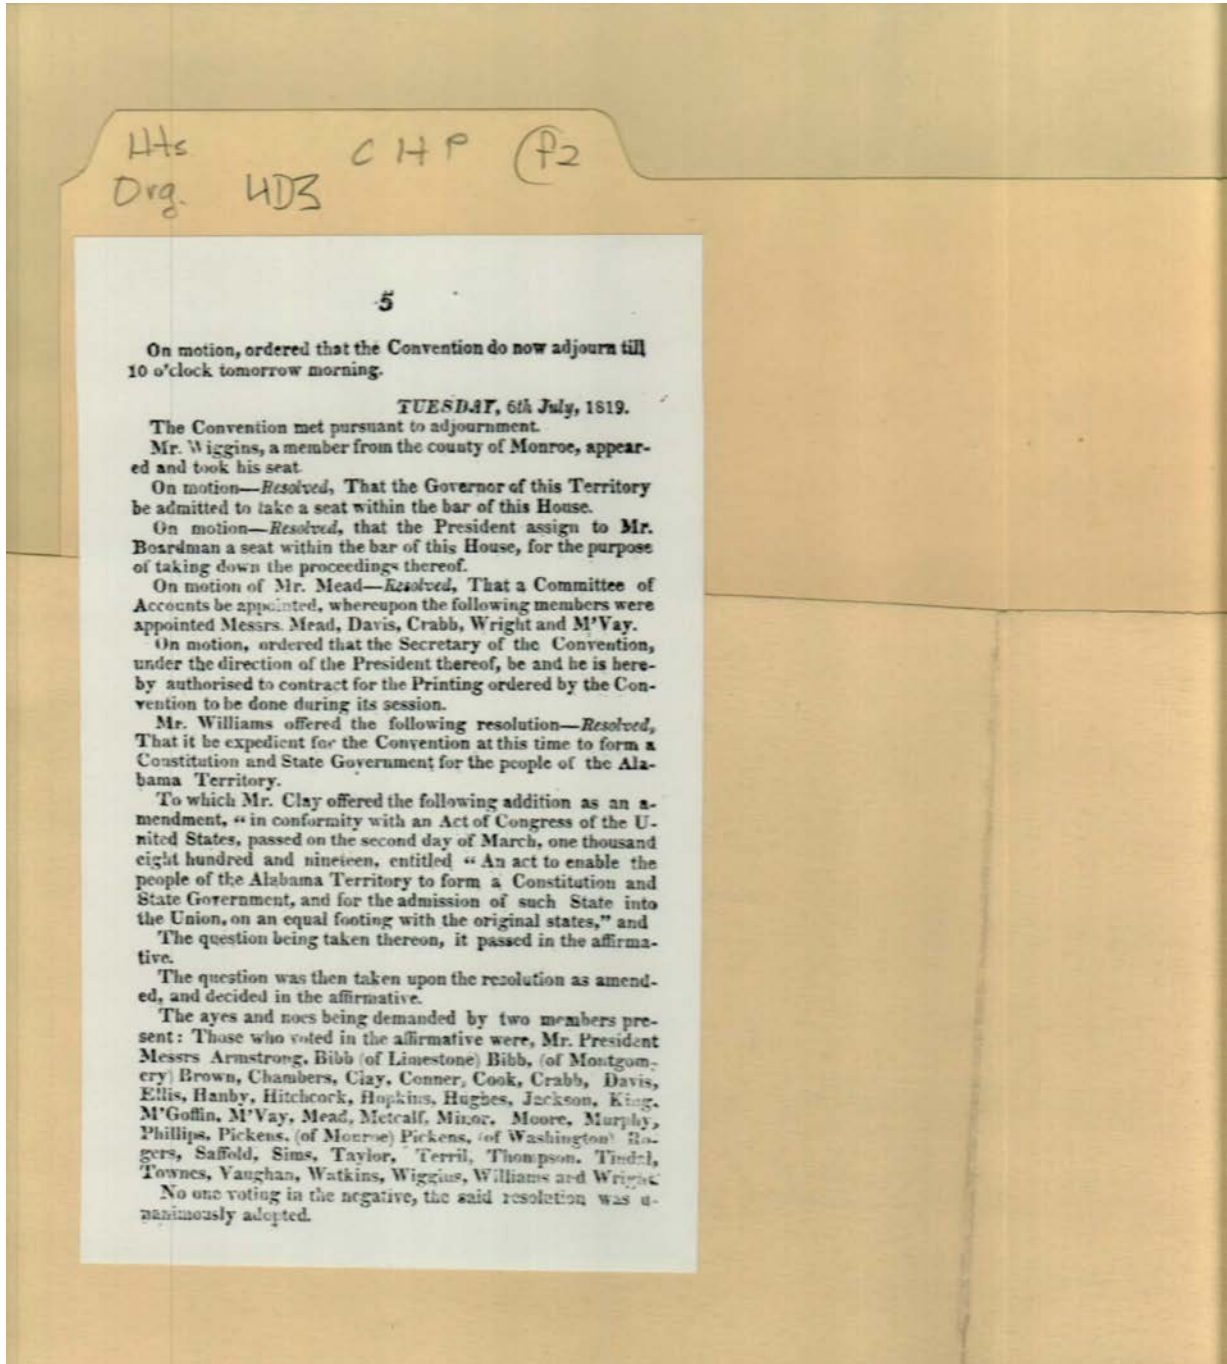 Hts CHP P2
Org. HD3
5
On motion, ordered that the Convention do now adjourn till
10 o'clock tomorrow morning.
TUESDAY, 6th July, 1819.
The Convention met pursuant to adjournment.
Mr. Wiggins, a member from the county of Monroe, appear-
ed and took his seat
On motion—Resolved, That the Governor of this Territory
be admitted to take a seat within the bar of this House.
On motion—Resolved, that the President assign to Mr.
Boardman a seat within the bar of this House, for the purpose
of taking down the proceedings thereof.
On motion of Mr. Mead—Resolved, That a Committee of
Accounts be appointed, whereupon the following members were
appointed Messrs. Mead, Davis, Crabb, Wright and M'Vay.
On motion, ordered that the Secretary of the Convention,
under the direction of the President thereof, be and he is here-
by authorised to contract for the Printing ordered by the Con-
vention to be done during its session.
Mr. Williams offered the following resolution—Resolved,
That it be expedient for the Convention at this time to form a
Constitution and State Government for the people of the Ala-
bama Territory.
To which Mr. Clay offered the following addition as an a-
mendment, "in conformity with an Act of Congress of the U-
nited States, passed on the second day of March, one thousand
eight hundred and nineteen, entitled "An act to enable the
people of the Alabama Territory to form a Constitution and
State Government, and for the admission of such State into
the Union, on an equal footing with the original states," and
The question being taken thereon, it passed in the affirma-
tive.
The question was then taken upon the resolution as amend-
ed, and decided in the affirmative.
The ayes and noes being demanded by two members pre-
sent: Those who voted in the affirmative were, Mr. President
Messrs Armstrong, Bibb (of Limestone) Bibb, (of Montgom-
ery) Brown, Chambers, Clay, Conner, Cook, Crabb, Davis,
Ellis, Hanby, Hitchcock, Hopkins, Hughes, Jackson, King,
M'Goffin, M'Vay, Mead, Metcalf, Minor, Moore, Murphy,
Phillips, Pickens, (of Monroe) Pickens, (of Washington) Ro-
gers, Saffold, Sims, Taylor, Terril, Thompson, Tindel,
Townes, Vaughan, Watkins, Wiggins, Williams and Wright.
No one voting in the negative, the said resolution was u-
nanimously adopted.